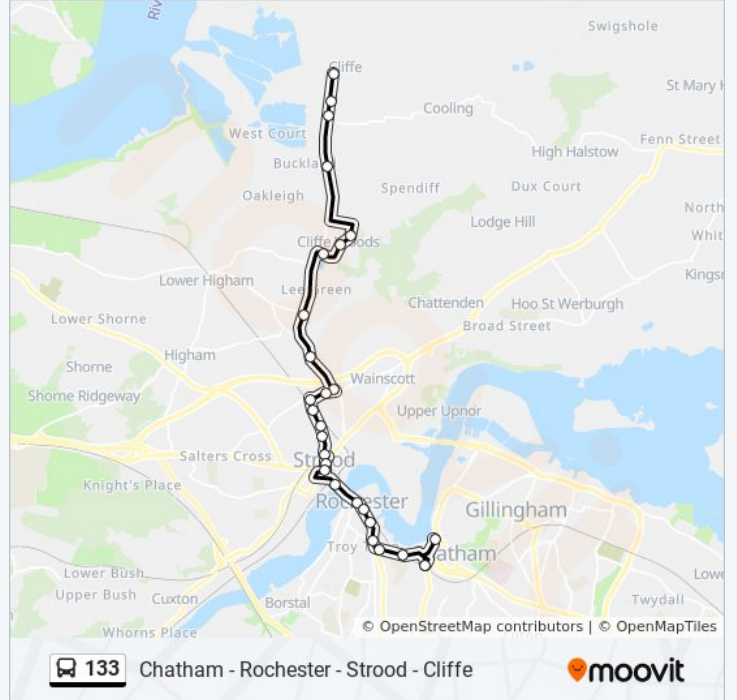 Riv
Swigshole
Cliffe
St Mary H
Cooling
West Court
Fenn Street
High Halstow
Buckla
Oakleigh
Spendiff
Dux Court
North
Lodge Hill
Whit
Cliffe Woods
Kingsn
Lower Higham
Lee Green
Chattenden
Hoo St Werburgh
Lower Shorne
Broad Street
Higham
Shorne
Wainscott
Shorne Ridgeway
Upper Upnor
Salters Cross
Strood
Knight's Place
Rochester
Gillingham
Troy
Chatham
Lower Bush
Lowe
Upper Bush
Cuxton
Borstal
Twydall
© OpenStreetMap contributors | © OpenMapTiles
Whorns Place
133 Chatham - Rochester - Strood - Cliffe
moovit